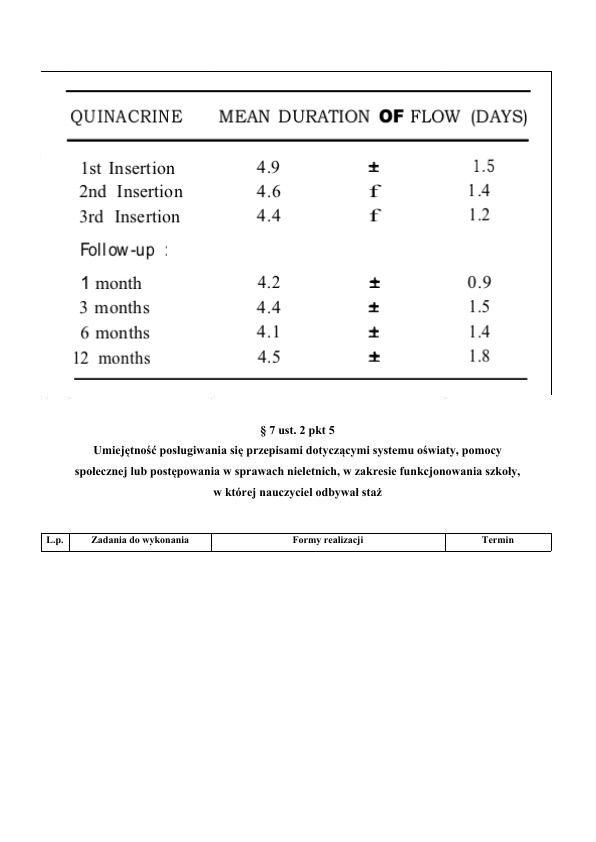 QUINACRINE MEAN DURATION OF FLOW (DAYS)
1st Insertion 4.9 ± 1.5
2nd Insertion 4.6 f 1.4
3rd Insertion 4.4 f 1.2
Follow-up :
1 month 4.2 ± 0.9
3 months 4.4 ± 1.5
6 months 4.1 ± 1.4
12 months 4.5 ± 1.8
§ 7 ust. 2 pkt 5
Umiejętność posługiwania się przepisami dotyczącymi systemu oświaty, pomocy
społecznej lub postępowania w sprawach nieletnich, w zakresie funkcjonowania szkoły,
w której nauczyciel odbywał staż
L.p. Zadania do wykonania Formy realizacji Termin